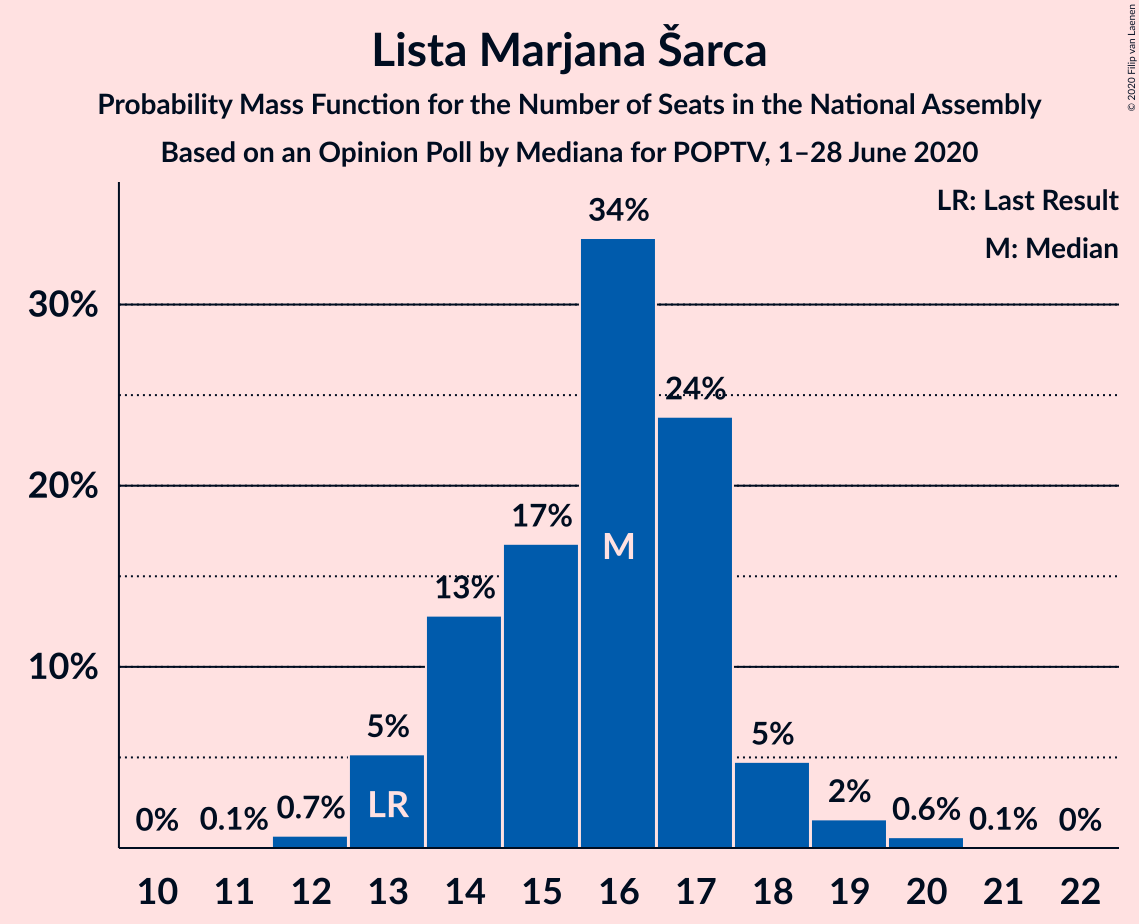 Lista Marjana Šarca
Probability Mass Function for the Number of Seats in the National Assembly
Based on an Opinion Poll by Mediana for POPTV, 1–28 June 2020
© 2020 Filip van Laenen
LR: Last Result
M: Median
30%
20%
10%
0%
0.1%
0.7%
5%
13%
17%
34%
24%
5%
2%
0.6%
0.1%
0%
LR
M
10 11 12 13 14 15 16 17 18 19 20 21 22